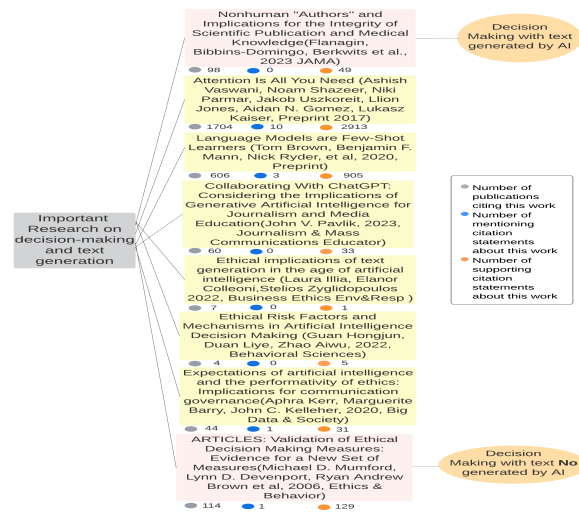 Nonhuman "Authors" and
Implications for the Integrity of
Scientific Publication and Medical
Knowledge(Flanagin,
Bibbins-Domingo, Berkwits et al.,
2023 JAMA)
98 0 49
Decision
Making with text
generated by AI
Attention Is All You Need (Ashish
Vaswani, Noam Shazeer, Niki
Parmar, Jakob Uszkoreit, Llion
Jones, Aidan N. Gomez, Lukasz
Kaiser, Preprint 2017)
1704 10 2913
Language Models are Few-Shot
Learners (Tom Brown, Benjamin F.
Mann, Nick Ryder, et al, 2020,
Preprint)
606 3 905
Collaborating With ChatGPT:
Considering the Implications of
Generative Artificial Intelligence for
Journalism and Media
Education(John V. Pavlik, 2023,
Journalism & Mass
Communications Educator)
60 0 33
Important
Research on
decision-making
and text
generation
Number of
publications
citing this work
Number of
mentioning
citation
statements
about this work
Number of
supporting
citation
statements
about this work
Ethical implications of text
generation in the age of artificial
intelligence (Laura Illia, Elanor
Colleoni,Stelios Zyglidopoulos
2022, Business Ethics Env&Resp )
7 0 1
Ethical Risk Factors and
Mechanisms in Artificial Intelligence
Decision Making (Guan Hongjun,
Duan Liye, Zhao Aiwu, 2022,
Behavioral Sciences)
4 0 5
Expectations of artificial intelligence
and the performativity of ethics:
Implications for communication
governance(Aphra Kerr, Marguerite
Barry, John C. Kelleher, 2020, Big
Data & Society)
44 1 31
ARTICLES: Validation of Ethical
Decision Making Measures:
Evidence for a New Set of
Measures(Michael D. Mumford,
Lynn D. Devenport, Ryan Andrew
Brown et al, 2006, Ethics &
Behavior)
114 1 129
Decision
Making with text No
generated by AI